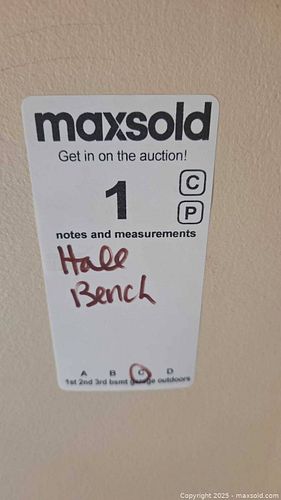 maxsold
Get in on the auction!
1
C
P
notes and measurements
Hall
Bench
A B C D
1st 2nd 3rd bsmt garage outdoors
Copyright 2025 - maxsold.com